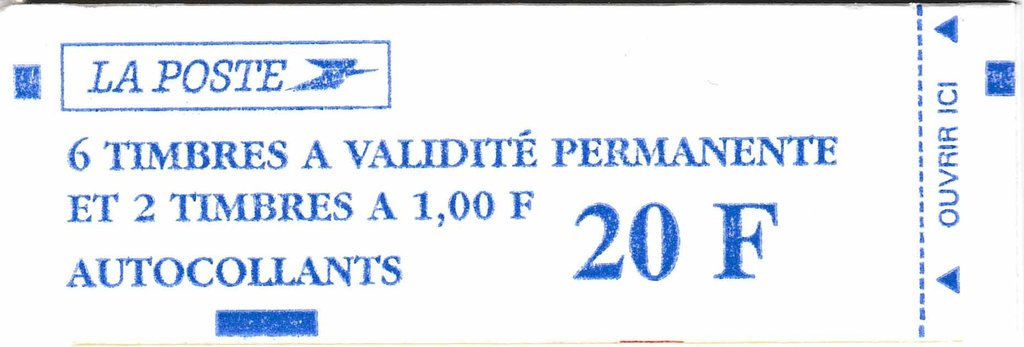 LA POSTE
6 TIMBRES A VALIDITÉ PERMANENTE
ET 2 TIMBRES A 1,00 F
20 F
AUTOCOLLANTS
OUVRIR ICI